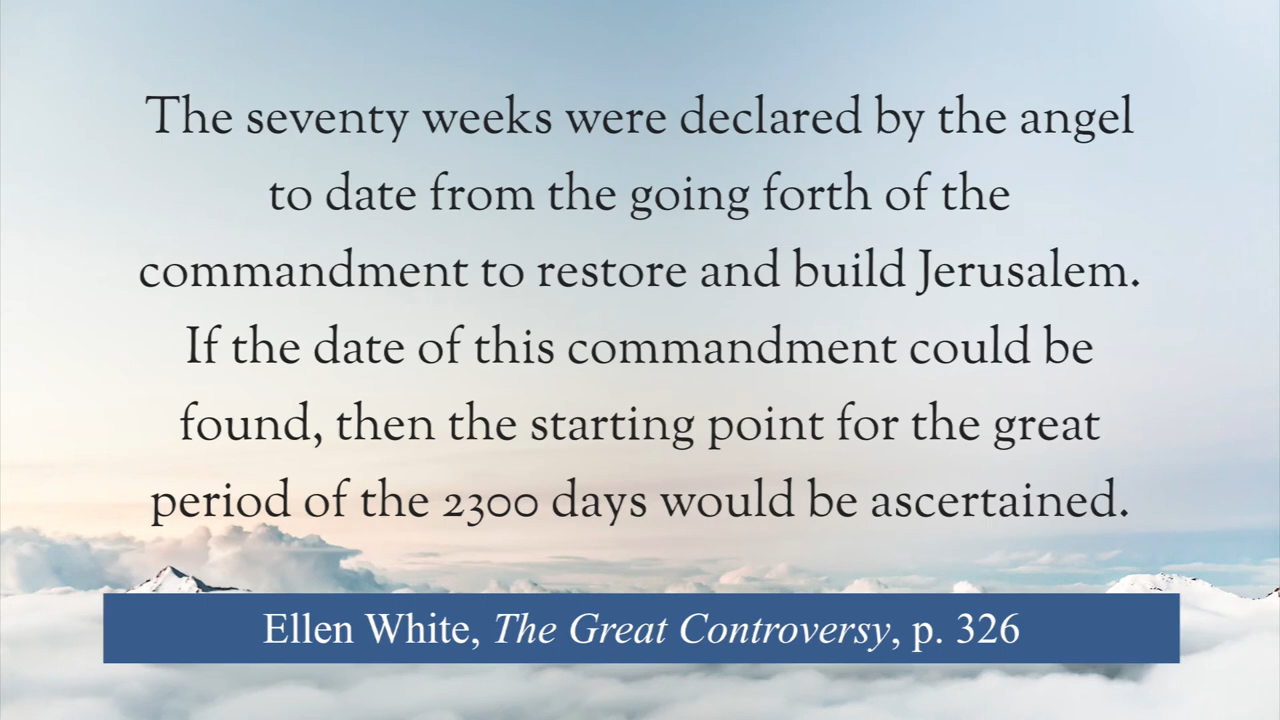 The seventy weeks were declared by the angel
to date from the going forth of the
commandment to restore and build Jerusalem.
If the date of this commandment could be
found, then the starting point for the great
period of the 2300 days would be ascertained.
Ellen White, The Great Controversy, p. 326